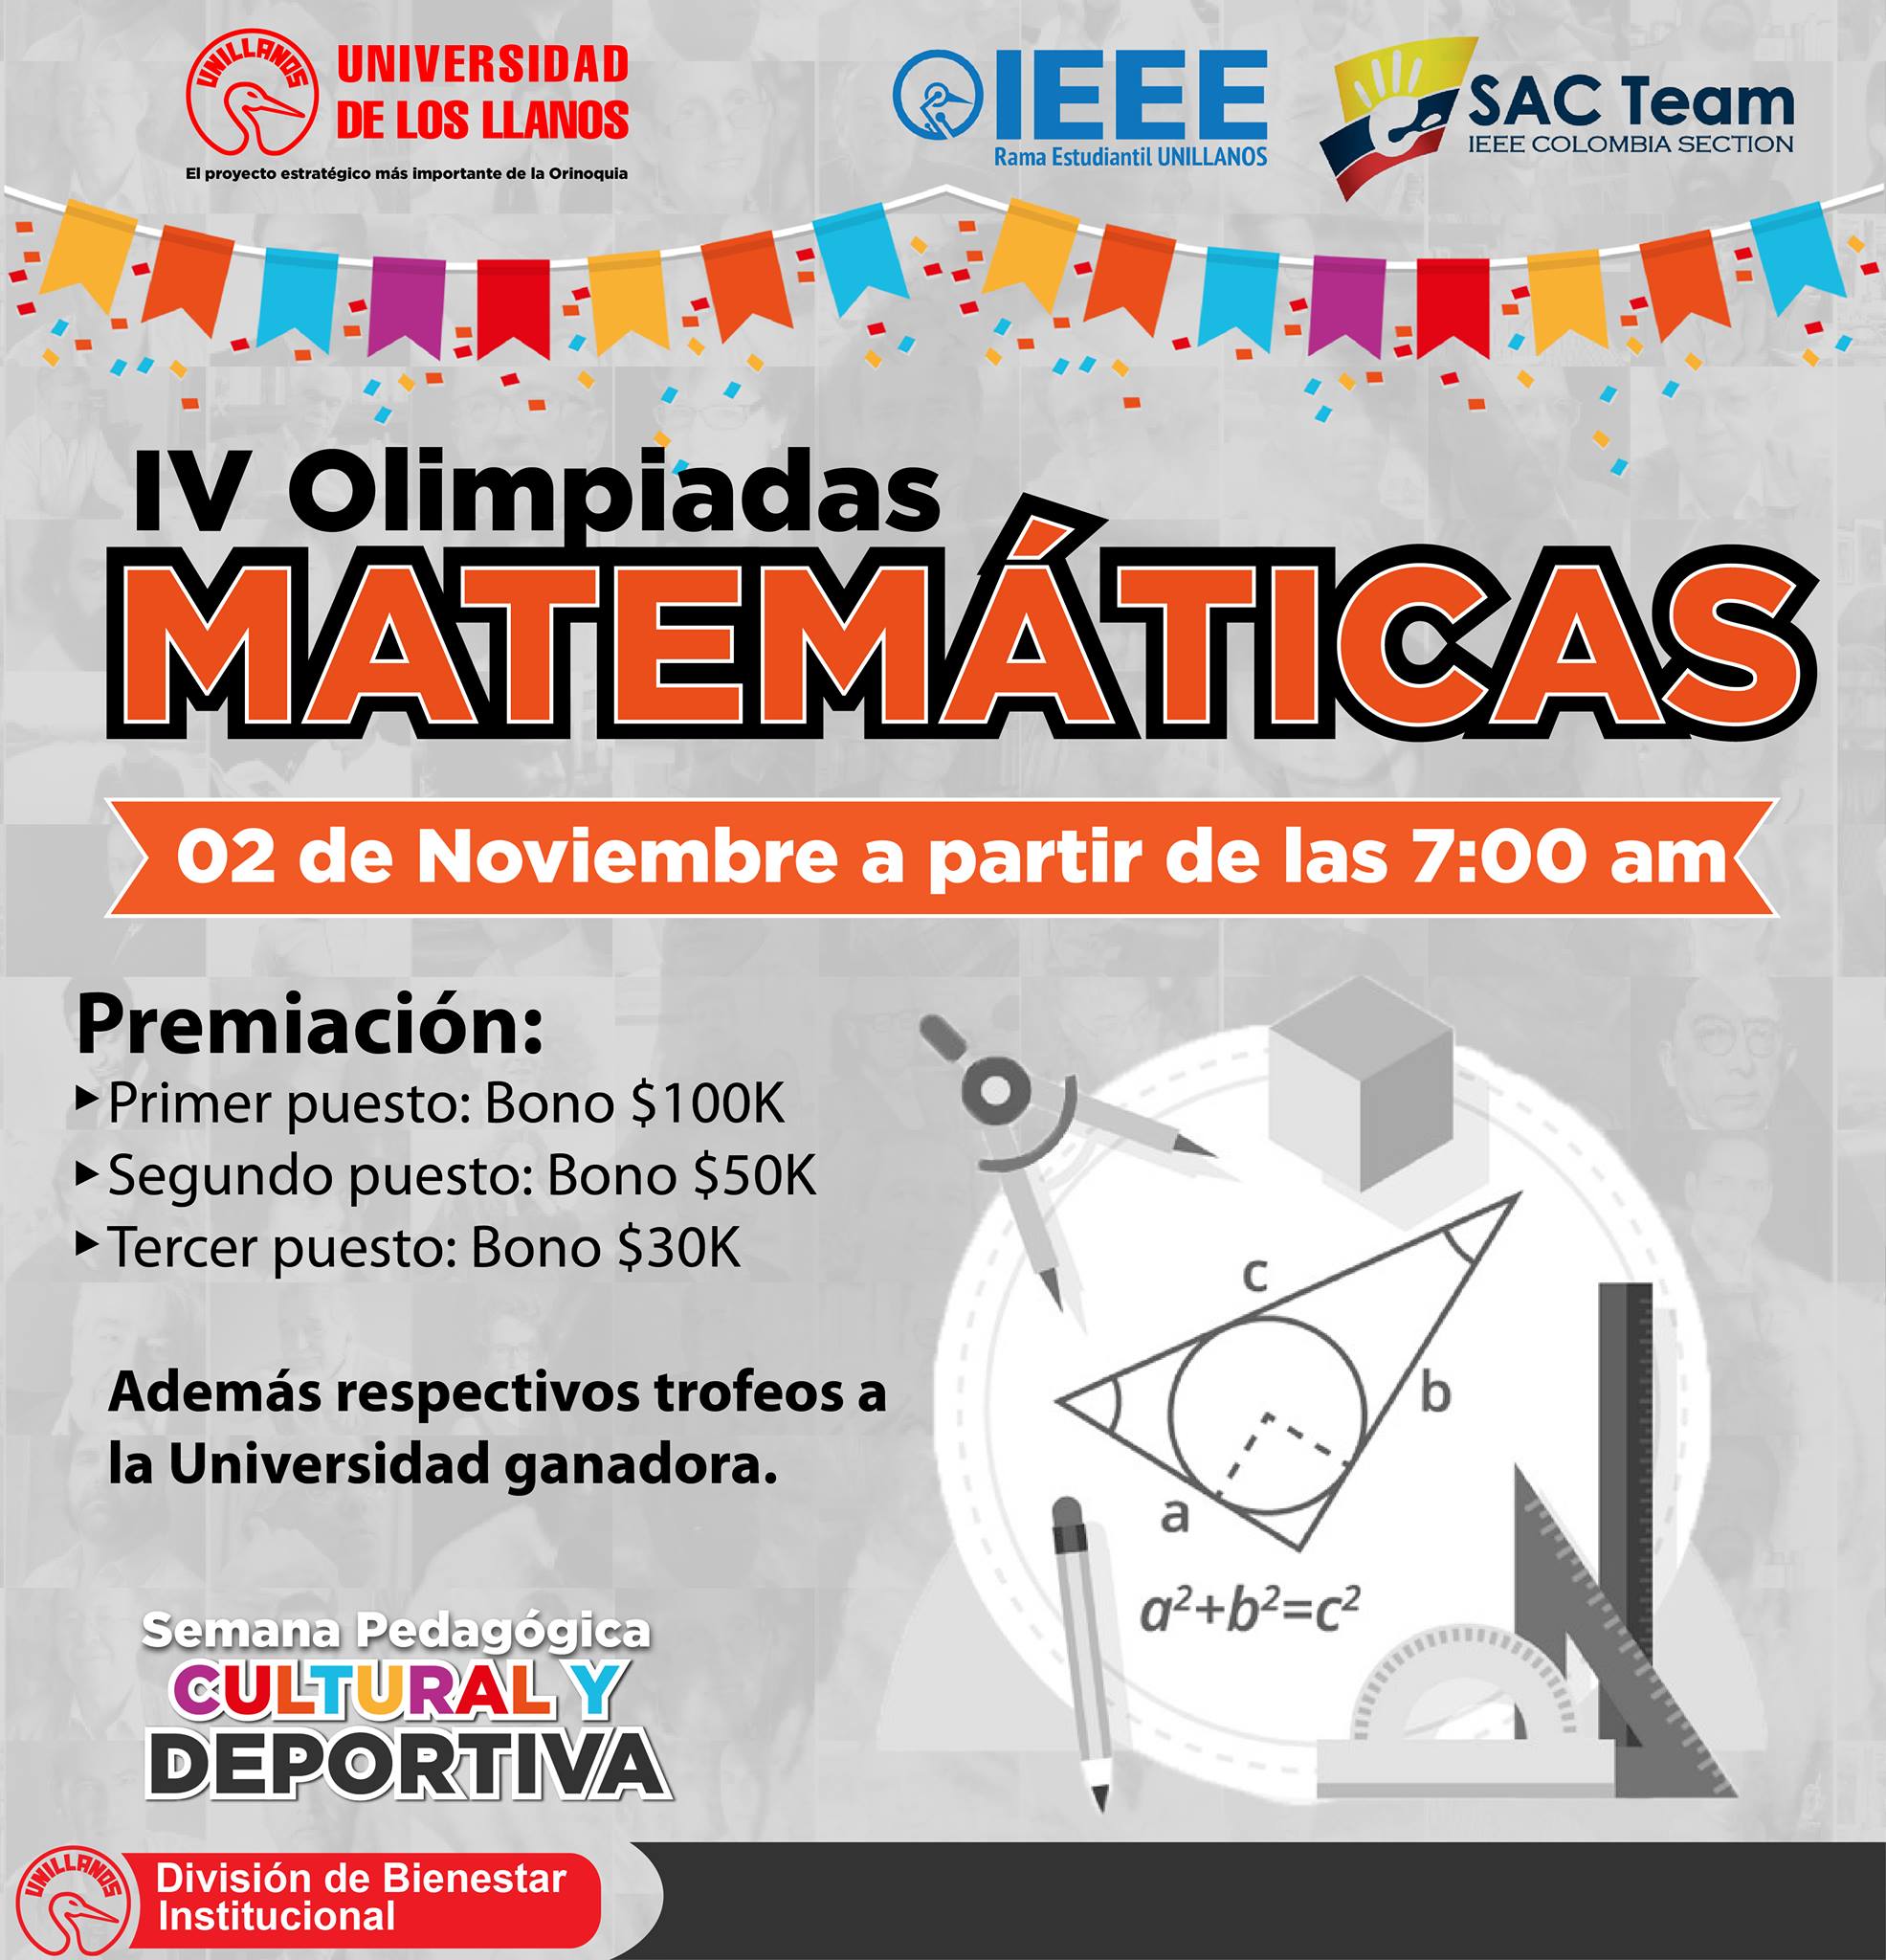 UNILLANOS
UNIVERSIDAD
DE LOS LLANOS
El proyecto estratégico más importante de la Orinoquia
IEEE
Rama Estudiantil UNILLANOS
SAC Team
IEEE COLOMBIA SECTION
IV Olimpiadas
MATEMÁTICAS
02 de Noviembre a partir de las 7:00 am
Premiación:
Primer puesto: Bono $100K
Segundo puesto: Bono $50K
Tercer puesto: Bono $30K
Además respectivos trofeos a
la Universidad ganadora.
c
b
a
a²+b²=c²
Semana Pedagógica
CULTURAL Y
DEPORTIVA
UNILLANOS
División de Bienestar
Institucional